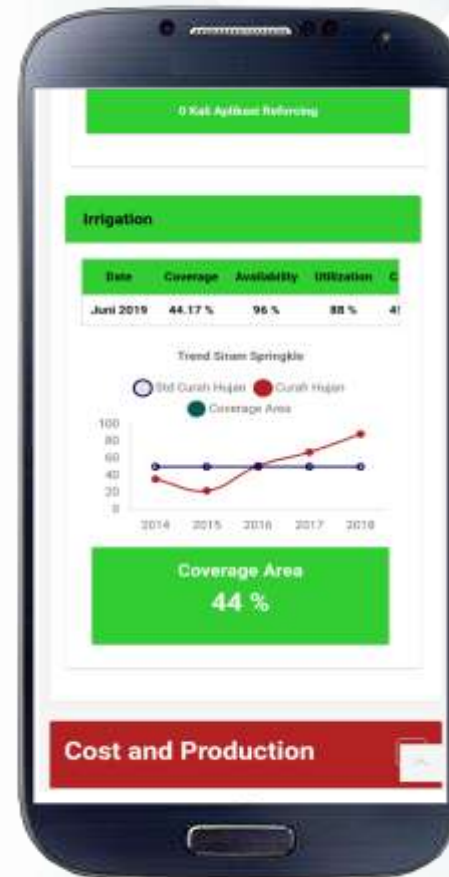 0 Kali Aplikasi Reforcing
Irrigation
Date Coverage Availability Utilization C
Juni 2019 44.17 % 96 % 88 %
Trend Siram Springkle
Std Curah Hujan Curah Hujan
Coverage Area
100
80
60
40
20
0
2014 2015 2016 2017 2018
Coverage Area
44 %
Cost and Production